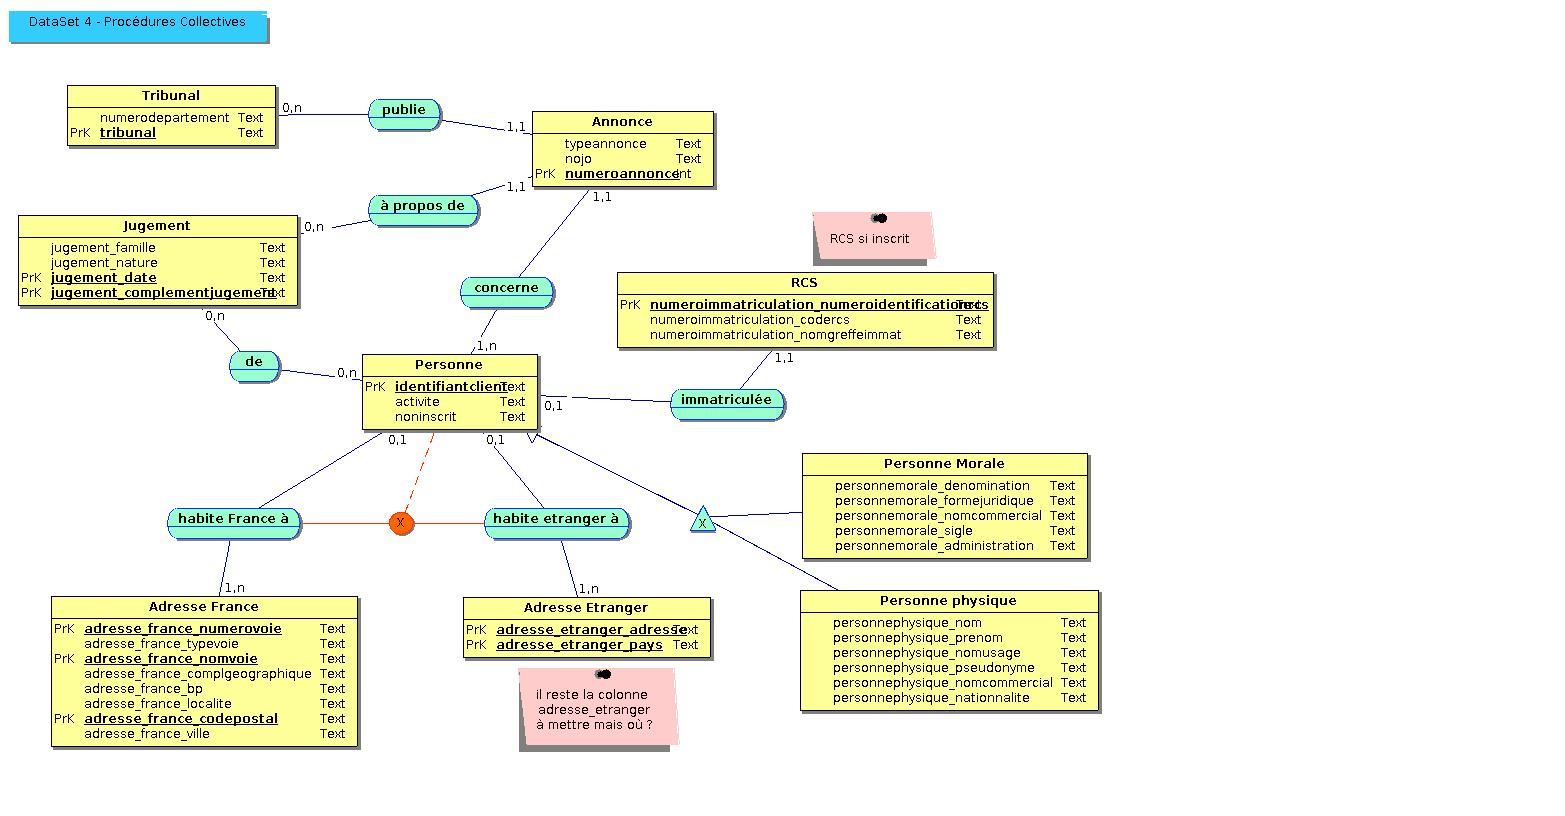 DataSet 4 - Procédures Collectives
Tribunal
numerodepartement Text
PrK tribunal Text
0,n
publie
1,1
Annonce
typeannonce Text
nojo Text
PrK numeroannonce Int
1,1
à propos de
0,n
1,1
Jugement
jugement_famille Text
jugement_nature Text
PrK jugement_date Text
PrK jugement_complementjugement Text
RCS si inscrit
concerne
RCS
PrK numeroimmatriculation_numeroidentificationrcs Text
numeroimmatriculation_codercs Text
numeroimmatriculation_nomgreffeimmat Text
0,n
de
0,n
1,n
1,1
Personne
PrK identifiantclient Text
activite Text
noninscrit Text
0,1
immatriculée
0,1
0,1
Personne Morale
personnemorale_denomination Text
personnemorale_formejuridique Text
personnemorale_nomcommercial Text
personnemorale_sigle Text
personnemorale_administration Text
habite France à
X
habite etranger à
X
1,n
1,n
Adresse France
PrK adresse_france_numerovoie Text
adresse_france_typevoie Text
PrK adresse_france_nomvoie Text
adresse_france_complgeographique Text
adresse_france_bp Text
adresse_france_localite Text
PrK adresse_france_codepostal Text
adresse_france_ville Text
Adresse Etranger
PrK adresse_etranger_adresse Text
PrK adresse_etranger_pays Text
Personne physique
personnephysique_nom Text
personnephysique_prenom Text
personnephysique_nomusage Text
personnephysique_pseudonyme Text
personnephysique_nomcommercial Text
personnephysique_nationnalite Text
il reste la colonne
adresse_etranger
à mettre mais où ?